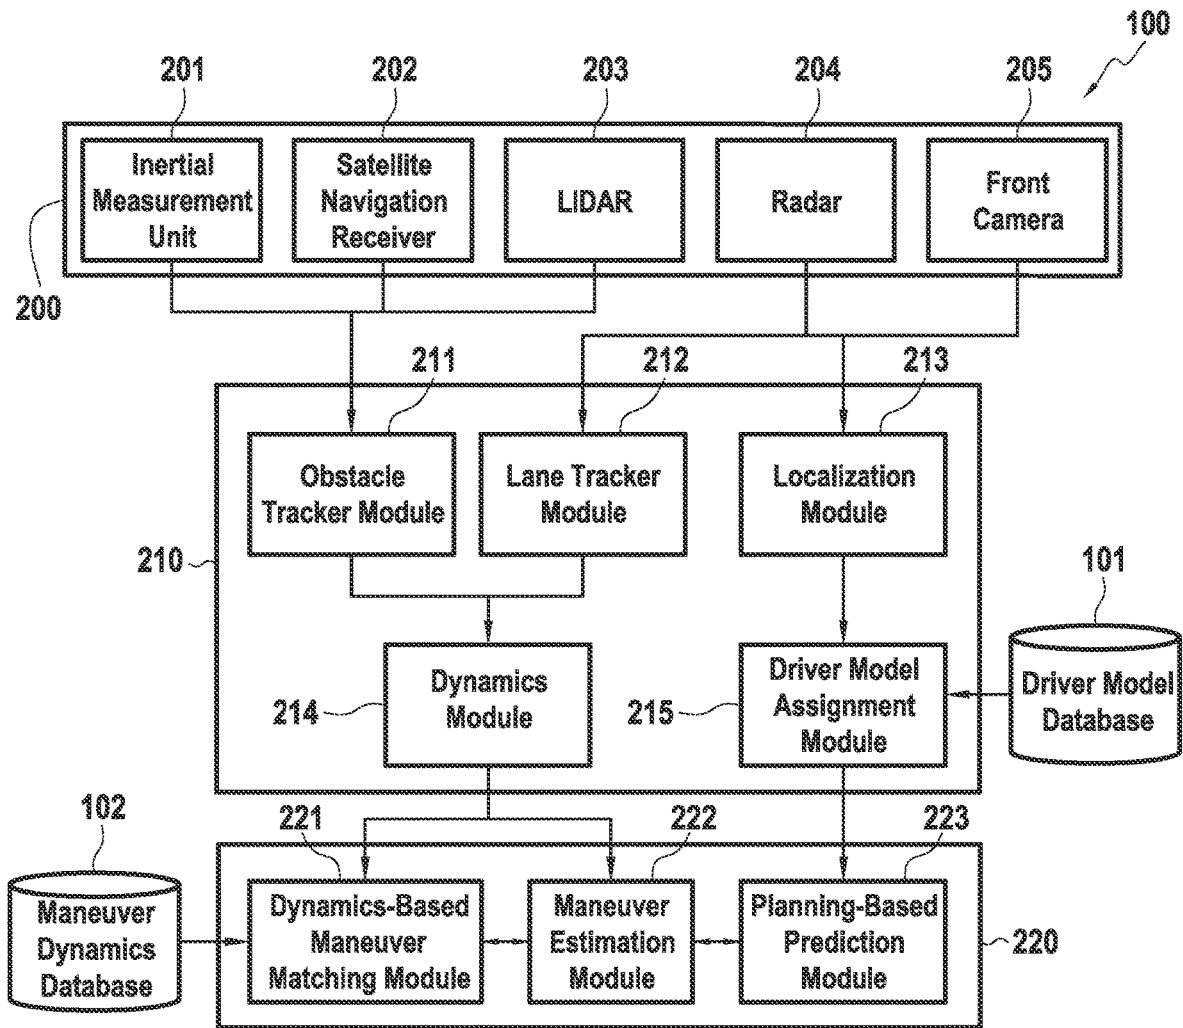 100
201
202
203
204
205
Inertial
Measurement
Unit
Satellite
Navigation
Receiver
LIDAR
Radar
Front
Camera
200
211
212
213
Obstacle
Tracker Module
Lane Tracker
Module
Localization
Module
210
101
Dynamics
Module
214
Driver Model
Assignment
Module
215
Driver Model
Database
102
221
222
223
Maneuver
Dynamics
Database
Dynamics-Based
Maneuver
Matching Module
Maneuver
Estimation
Module
Planning-Based
Prediction
Module
220